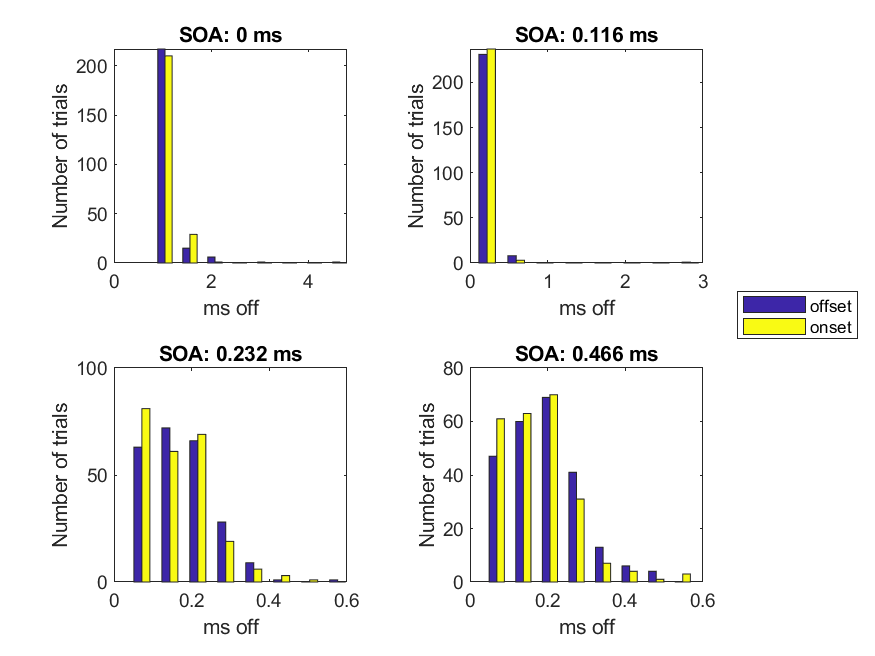 SOA: 0 ms
200
150
100
50
0
Number of trials
0 2 4
ms off
SOA: 0.116 ms
200
150
100
50
0
Number of trials
0 1 2 3
ms off
offset
onset
SOA: 0.232 ms
100
50
0
Number of trials
0 0.2 0.4 0.6
ms off
SOA: 0.466 ms
80
60
40
20
0
Number of trials
0 0.2 0.4 0.6
ms off